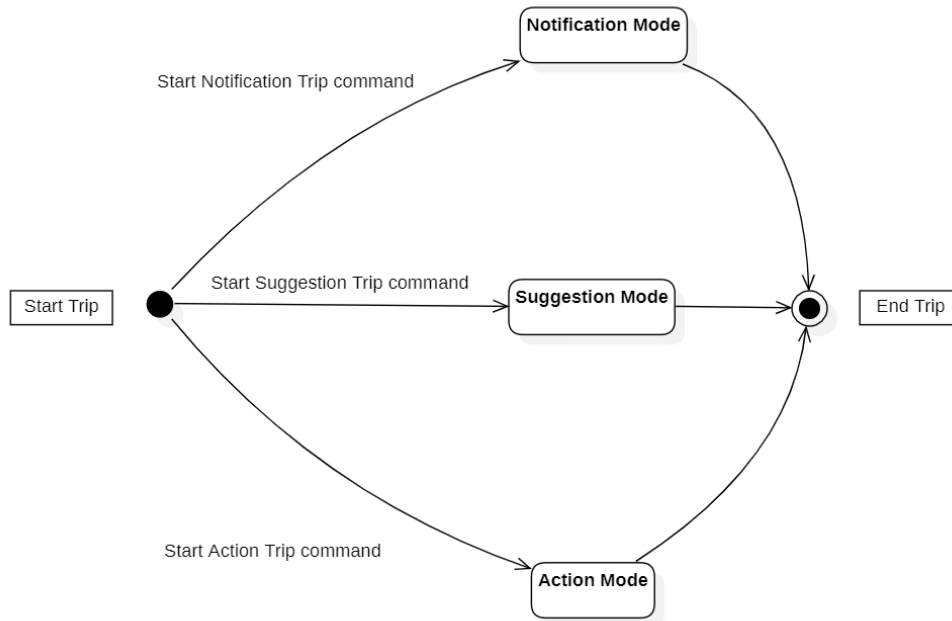 Notification Mode
Start Notification Trip command
Start Suggestion Trip command
Suggestion Mode
Start Trip
End Trip
Start Action Trip command
Action Mode